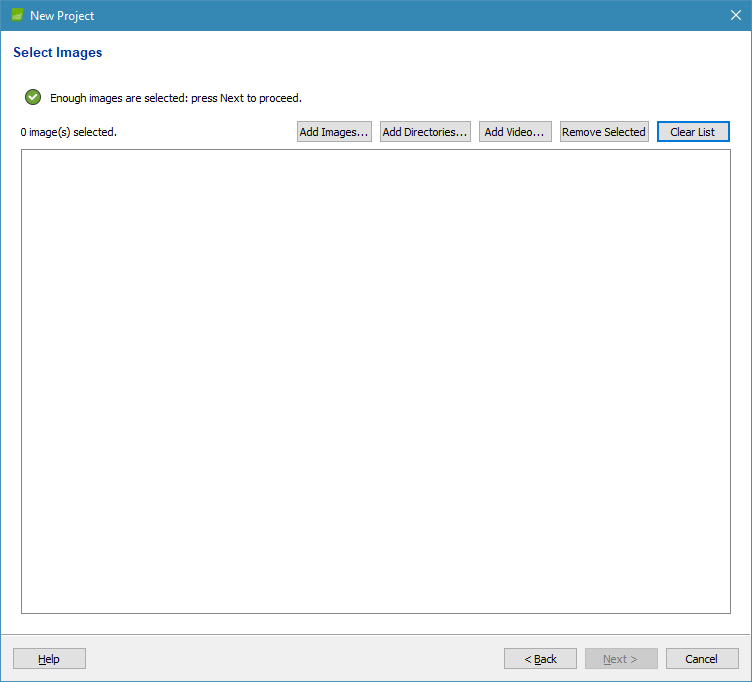 New Project
Select Images
Enough images are selected: press Next to proceed.
0 image(s) selected. Add Images... Add Directories... Add Video... Remove Selected Clear List
Help < Back Next > Cancel